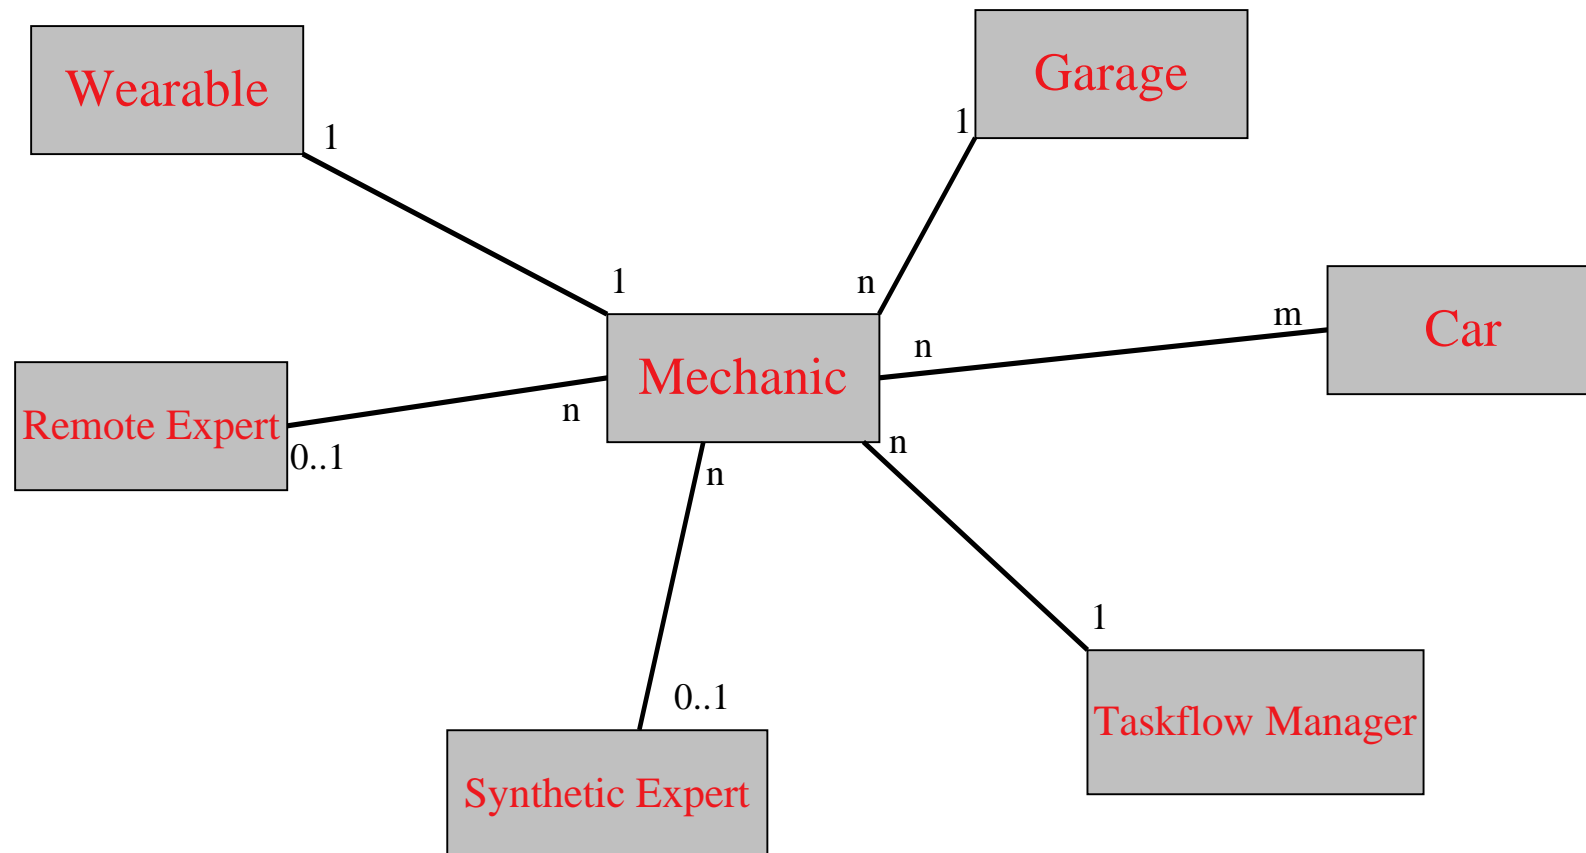 Wearable
Garage
1
1
1
n
m
n
Car
Mechanic
Remote Expert
n
0..1
n
n
1
0..1
Taskflow Manager
Synthetic Expert